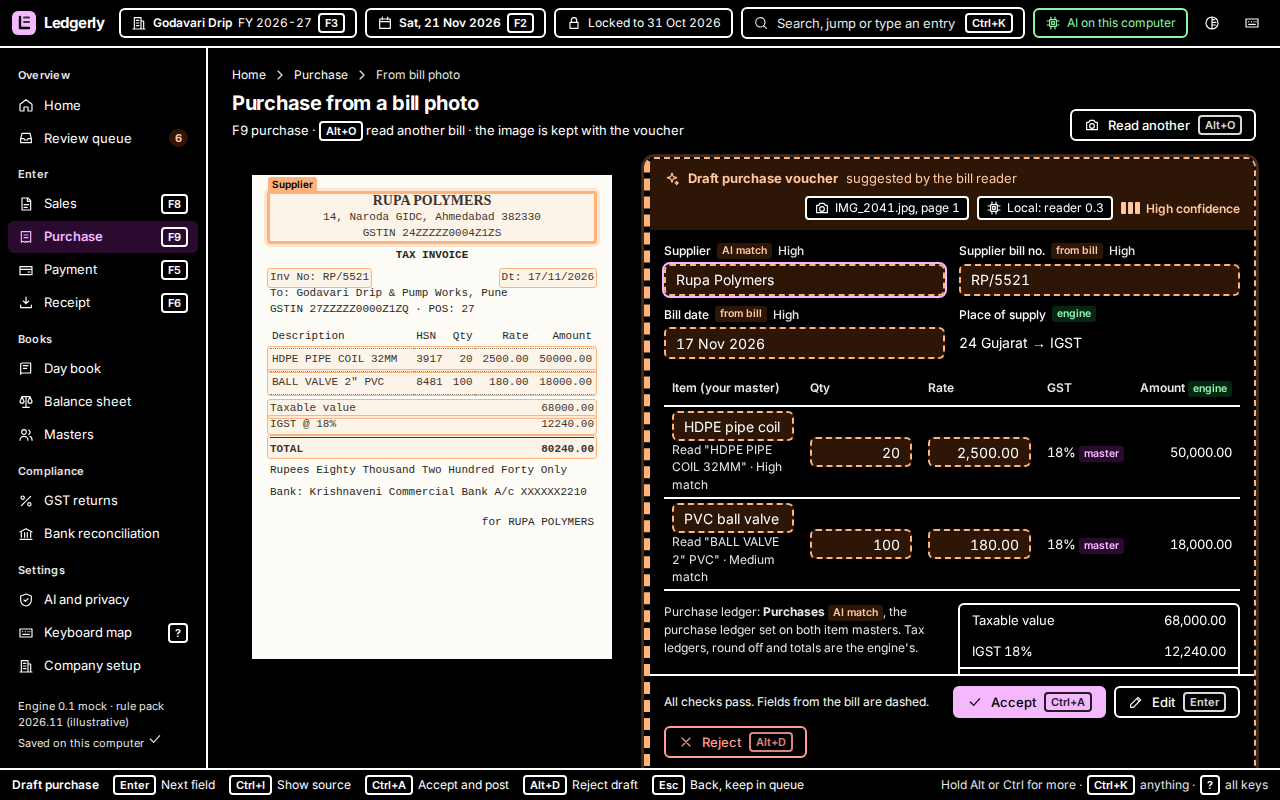 Ledgerly
Godavari Drip FY 2026-27 F3
Sat, 21 Nov 2026 F2
Locked to 31 Oct 2026
Search, jump or type an entry Ctrl+K
AI on this computer
Overview
Home
Review queue 6
Enter
Sales F8
Purchase F9
Payment F5
Receipt F6
Books
Day book
Balance sheet
Masters
Compliance
GST returns
Bank reconciliation
Settings
AI and privacy
Keyboard map ?
Company setup
Engine 0.1 mock · rule pack
2026.11 (illustrative)
Saved on this computer
Home > Purchase > From bill photo
Purchase from a bill photo
F9 purchase · Alt+O read another bill · the image is kept with the voucher
Read another Alt+O
Supplier
RUPA POLYMERS
14, Naroda GIDC, Ahmedabad 382330
GSTIN 24ZZZZZ0004Z1ZS
TAX INVOICE
Inv No: RP/5521 Dt: 17/11/2026
To: Godavari Drip & Pump Works, Pune
GSTIN 27ZZZZZ0000Z1ZQ · POS: 27
Description HSN Qty Rate Amount
HDPE PIPE COIL 32MM 3917 20 2500.00 50000.00
BALL VALVE 2" PVC 8481 100 180.00 18000.00
Taxable value 68000.00
IGST @ 18% 12240.00
TOTAL 80240.00
Rupees Eighty Thousand Two Hundred Forty Only
Bank: Krishnaveni Commercial Bank A/c XXXXXX2210
for RUPA POLYMERS
Draft purchase voucher suggested by the bill reader
IMG_2041.jpg, page 1
Local: reader 0.3
High confidence
Supplier AI match High
Rupa Polymers
Supplier bill no. from bill High
RP/5521
Bill date from bill High
17 Nov 2026
Place of supply engine
24 Gujarat → IGST
Item (your master) Qty Rate GST Amount engine
HDPE pipe coil
Read "HDPE PIPE
COIL 32MM" · High
match
20 2,500.00 18% master 50,000.00
PVC ball valve
Read "BALL VALVE
2" PVC" · Medium
match
100 180.00 18% master 18,000.00
Purchase ledger: Purchases AI match, the
purchase ledger set on both item masters. Tax
ledgers, round off and totals are the engine's.
Taxable value 68,000.00
IGST 18% 12,240.00
All checks pass. Fields from the bill are dashed.
Accept Ctrl+A
Edit Enter
Reject Alt+D
Draft purchase Enter Next field Ctrl+I Show source Ctrl+A Accept and post Alt+D Reject draft Esc Back, keep in queue
Hold Alt or Ctrl for more · Ctrl+K anything · ? all keys